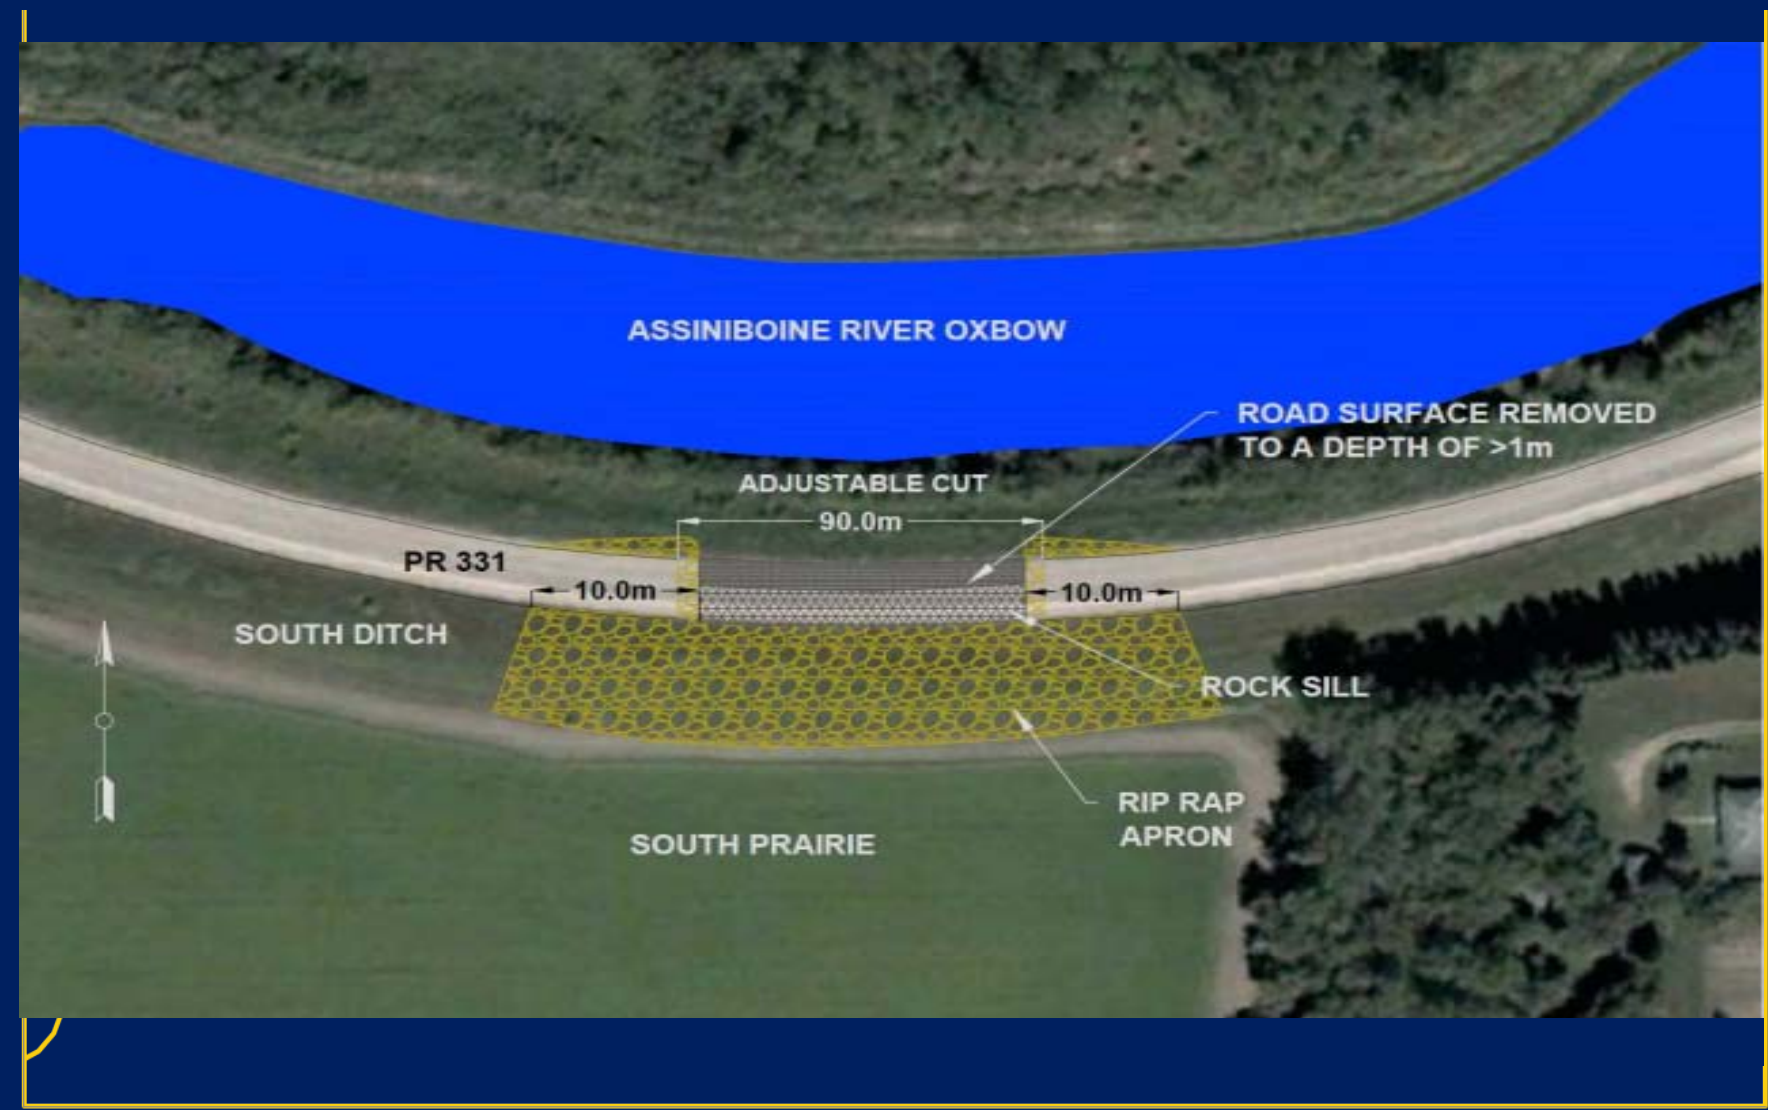 ASSINIBOINE RIVER OXBOW
ROAD SURFACE REMOVED
TO A DEPTH OF >1m
ADJUSTABLE CUT
90.0m
PR 331
10.0m
10.0m
SOUTH DITCH
ROCK SILL
RIP RAP
APRON
SOUTH PRAIRIE